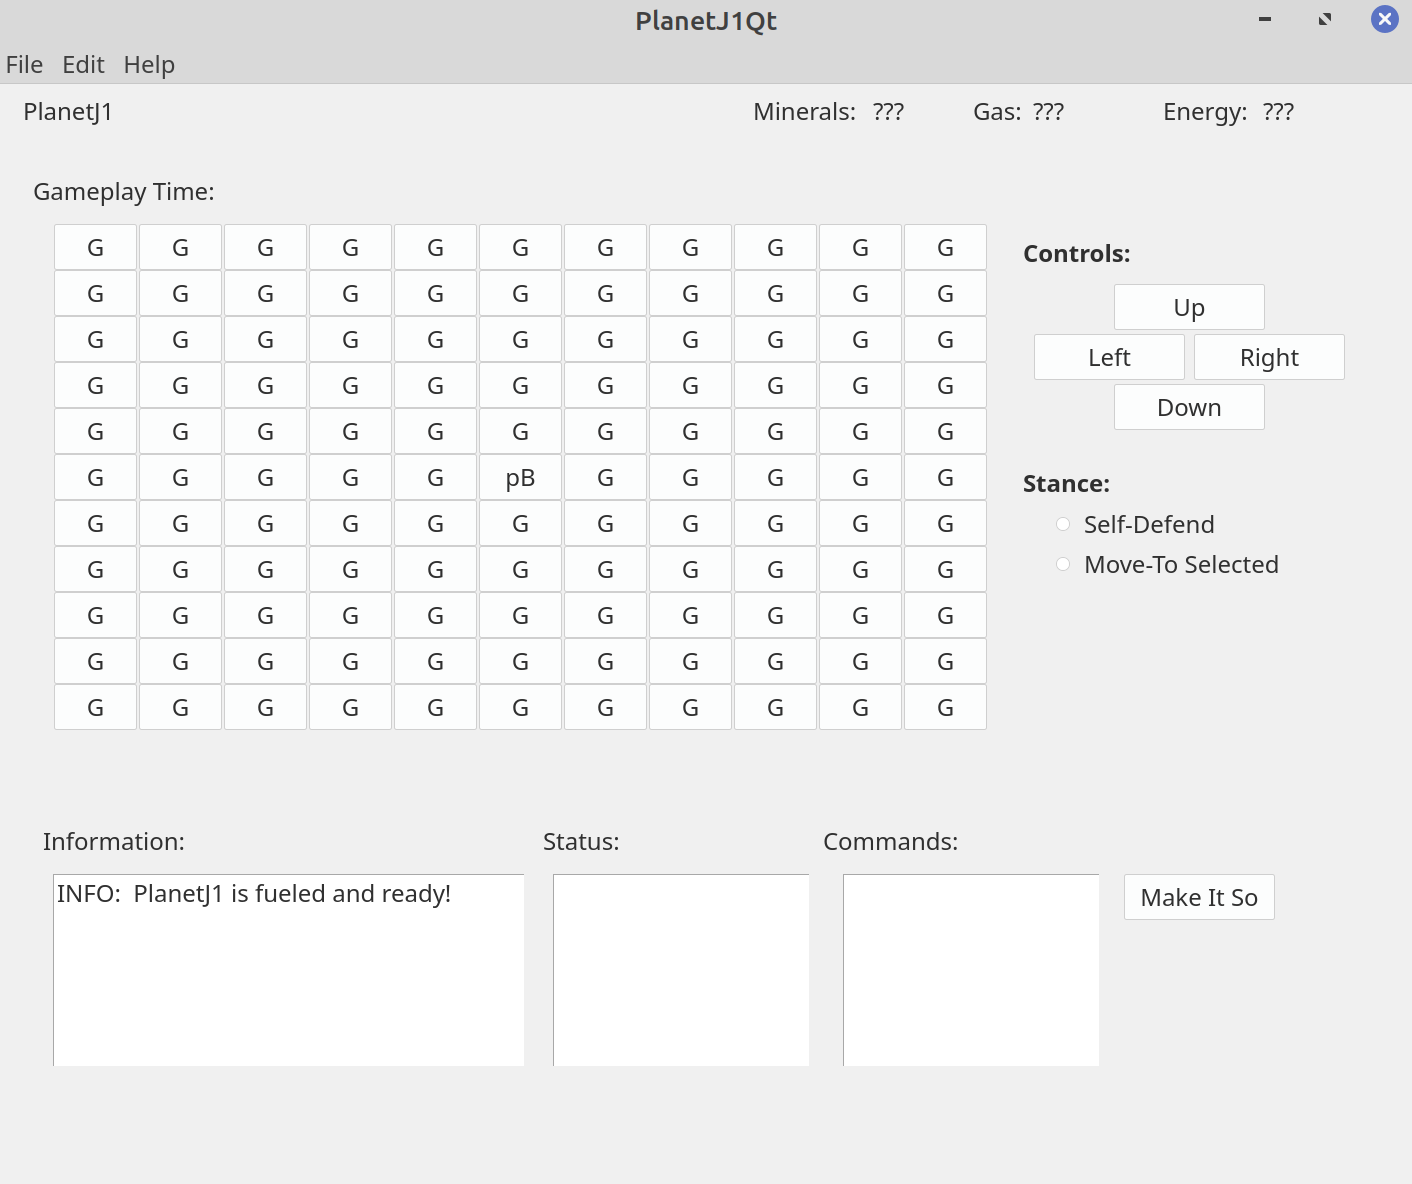 PlanetJ1Qt
File Edit Help
PlanetJ1 Minerals: ??? Gas: ??? Energy: ???
Gameplay Time:
G G G G G G G G G G G
G G G G G G G G G G G
G G G G G G G G G G G
G G G G G G G G G G G
G G G G G G G G G G G
G G G G G pB G G G G G
G G G G G G G G G G G
G G G G G G G G G G G
G G G G G G G G G G G
G G G G G G G G G G G
G G G G G G G G G G G
Controls:
Up
Left Right
Down
Stance:
Self-Defend
Move-To Selected
Information: Status: Commands:
INFO: PlanetJ1 is fueled and ready!
Make It So